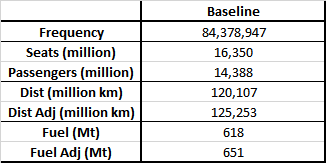 Baseline
Frequency 84,378,947
Seats (million) 16,350
Passengers (million) 14,388
Dist (million km) 120,107
Dist Adj (million km) 125,253
Fuel (Mt) 618
Fuel Adj (Mt) 651